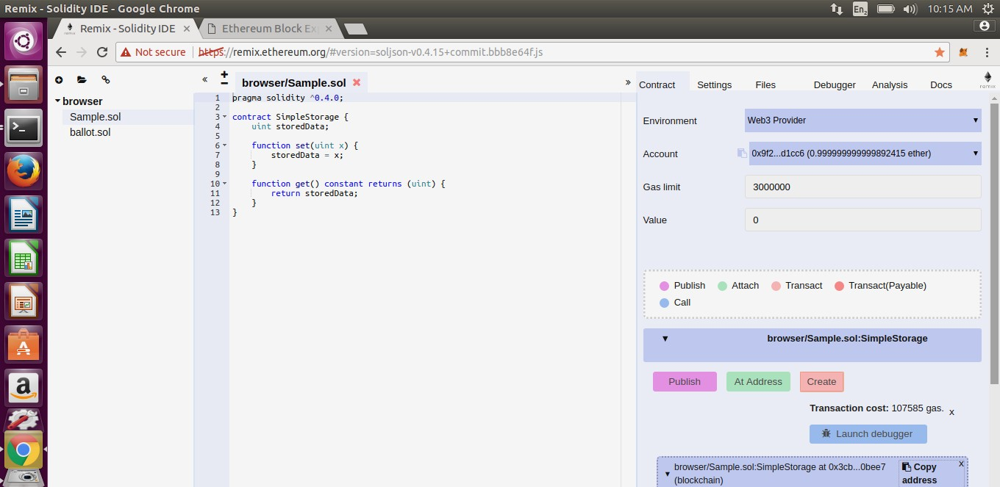 Remix - Solidity IDE - Google Chrome
En2
10:15 AM
Remix - Solidity IDE
Ethereum Block Ex
Not secure
https://remix.ethereum.org/#version=soljson-v0.4.15+commit.bbb8e64f.js
browser
Sample.sol
ballot.sol
browser/Sample.sol
1 pragma solidity ^0.4.0;
2
3 contract SimpleStorage {
4 uint storedData;
5
6 function set(uint x) {
7 storedData = x;
8 }
9
10 function get() constant returns (uint) {
11 return storedData;
12 }
13 }
Contract Settings Files Debugger Analysis Docs
remix
Environment Web3 Provider
Account 0x9f2...d1cc6 (0.999999999999892415 ether)
Gas limit 3000000
Value 0
Publish Attach Transact Transact(Payable)
Call
browser/Sample.sol:SimpleStorage
Publish At Address Create
Transaction cost: 107585 gas. x
Launch debugger
browser/Sample.sol:SimpleStorage at 0x3cb...0bee7 (blockchain)
Copy address
x